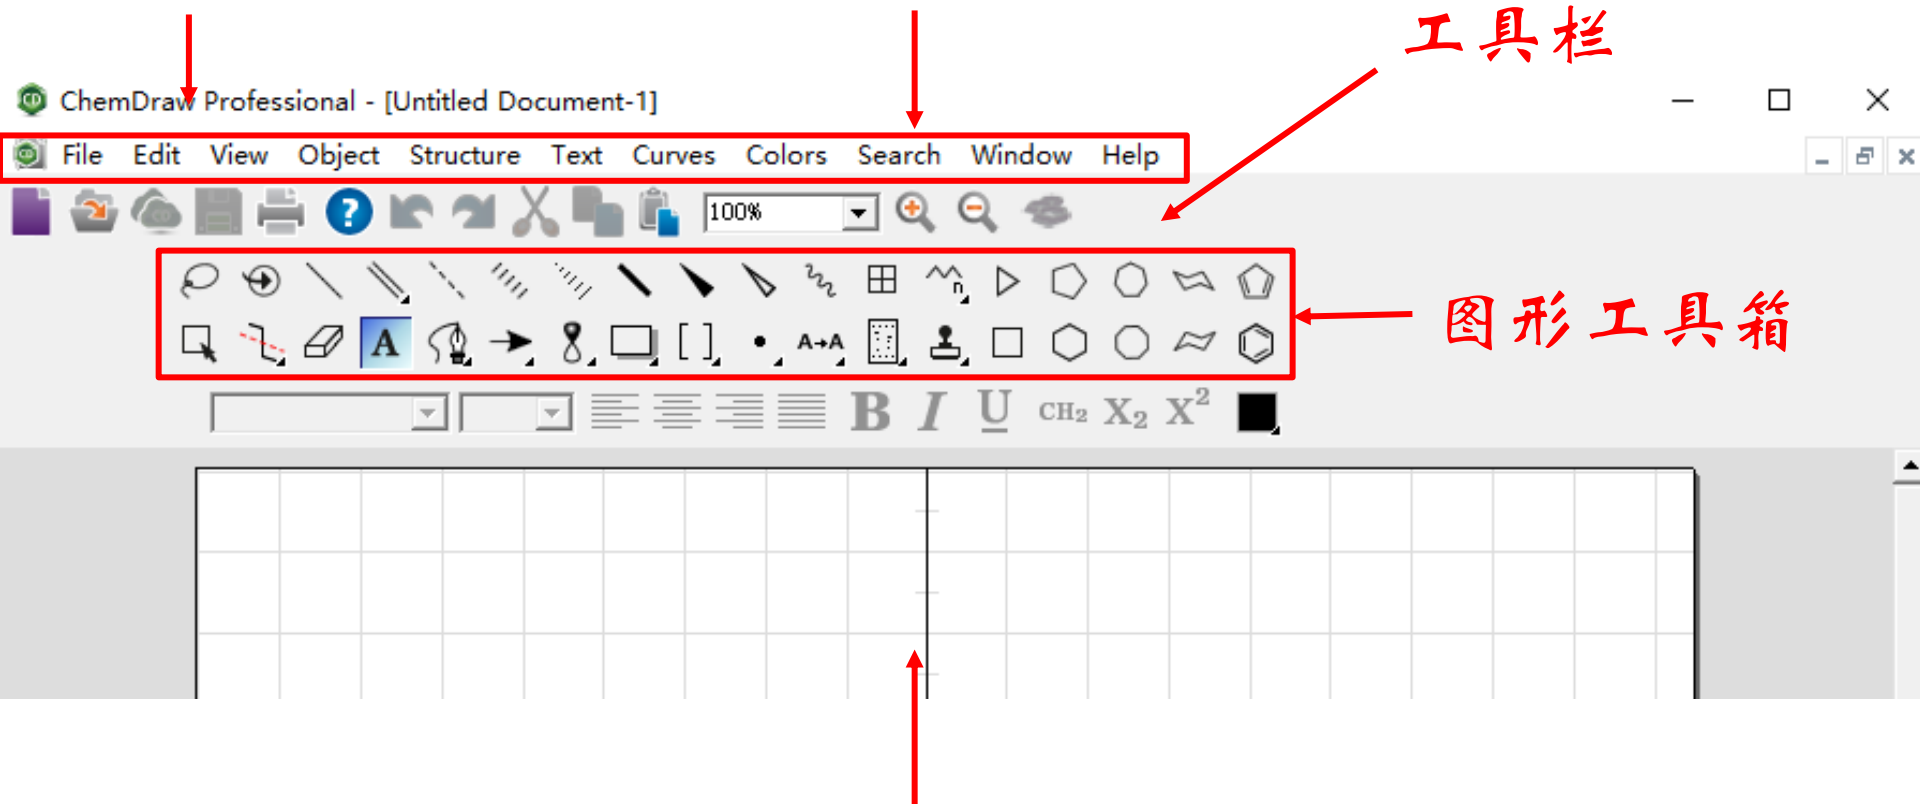 工具栏
ChemDraw Professional - [Untitled Document-1]
File Edit View Object Structure Text Curves Colors Search Window Help
100%
图形工具箱
A A→A
B I U CH₂ X₂ X²